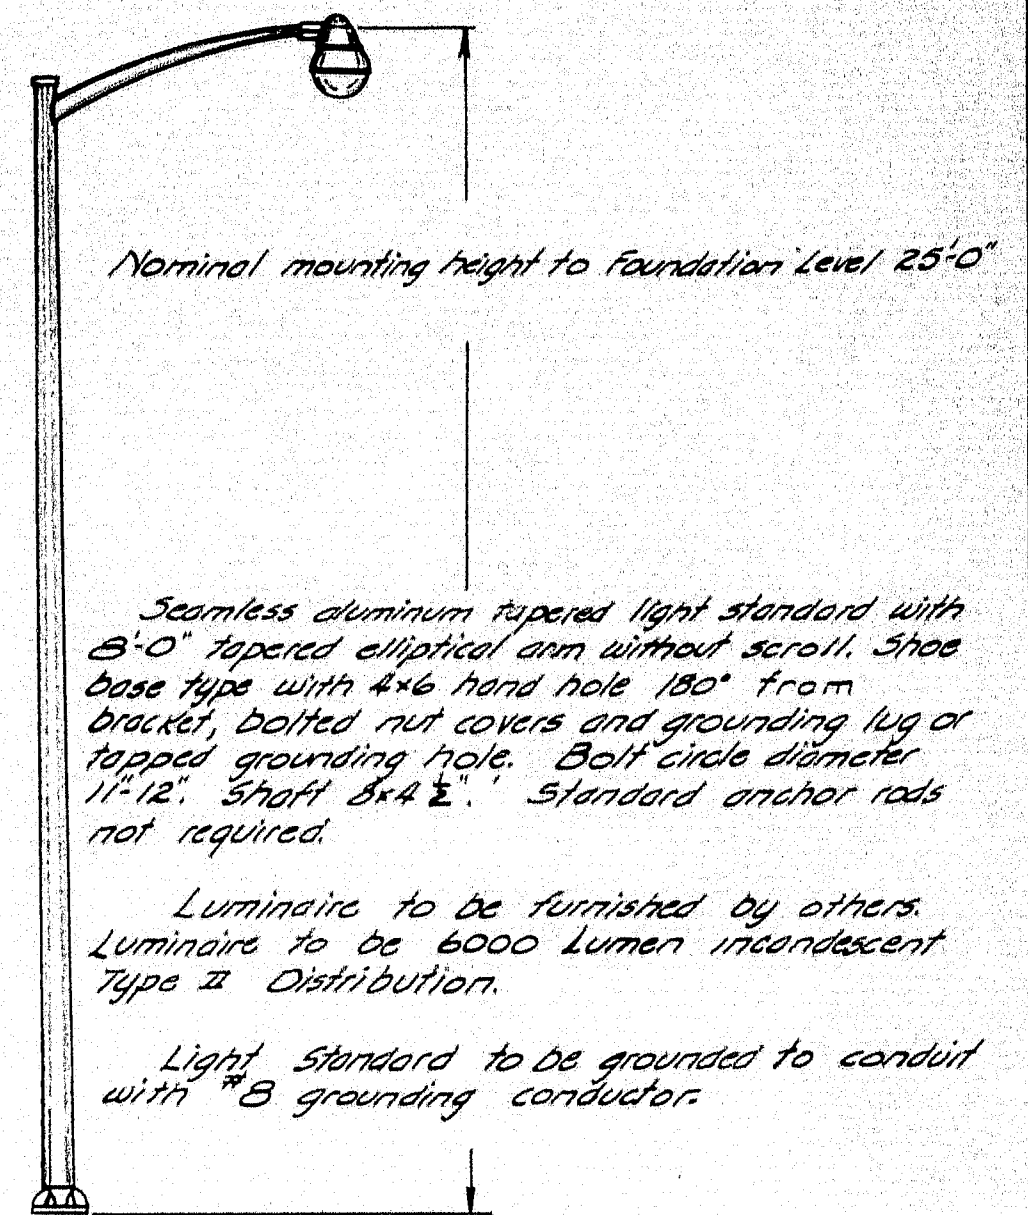 Nominal mounting height to Foundation Level 25'-0"
Seamless aluminum tapered light standard with
8'-0" tapered elliptical arm without scroll. Shoe
base type with 4x6 hand hole 180° from
bracket, bolted nut covers and grounding lug or
tapped grounding hole. Bolt circle diameter
11"-12". Shaft 8x4½". Standard anchor rods
not required.
Luminaire to be furnished by others.
Luminaire to be 6000 Lumen incandescent
Type II Distribution.
Light Standard to be grounded to conduit
with #8 grounding conductor.